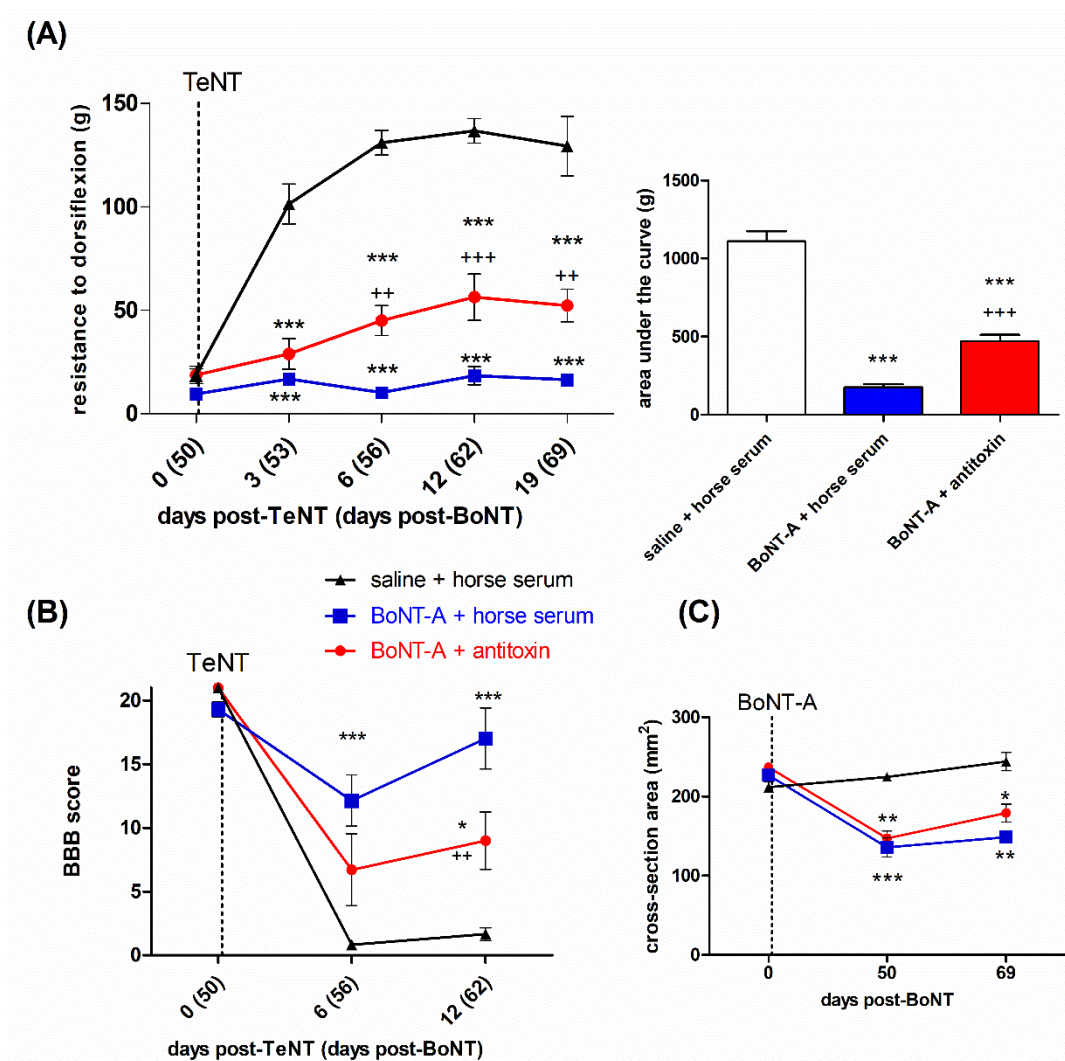 (A)
TeNT
resistance to dorsiflexion (g)
150
100
50
0
***
***
++
***
+++
***
++
***
***
***
***
0 (50)
3 (53)
6 (56)
12 (62)
19 (69)
days post-TeNT (days post-BoNT)
area under the curve (g)
1500
1000
500
0
***
***
+++
saline + horse serum
BoNT-A + horse serum
BoNT-A + antitoxin
saline + horse serum
BoNT-A + horse serum
BoNT-A + antitoxin
(B)
TeNT
BBB score
20
15
10
5
0
***
***
*
++
0 (50)
6 (56)
12 (62)
days post-TeNT (days post-BoNT)
(C)
BoNT-A
cross-section area (mm²)
300
200
100
0
**
***
*
**
0
50
69
days post-BoNT